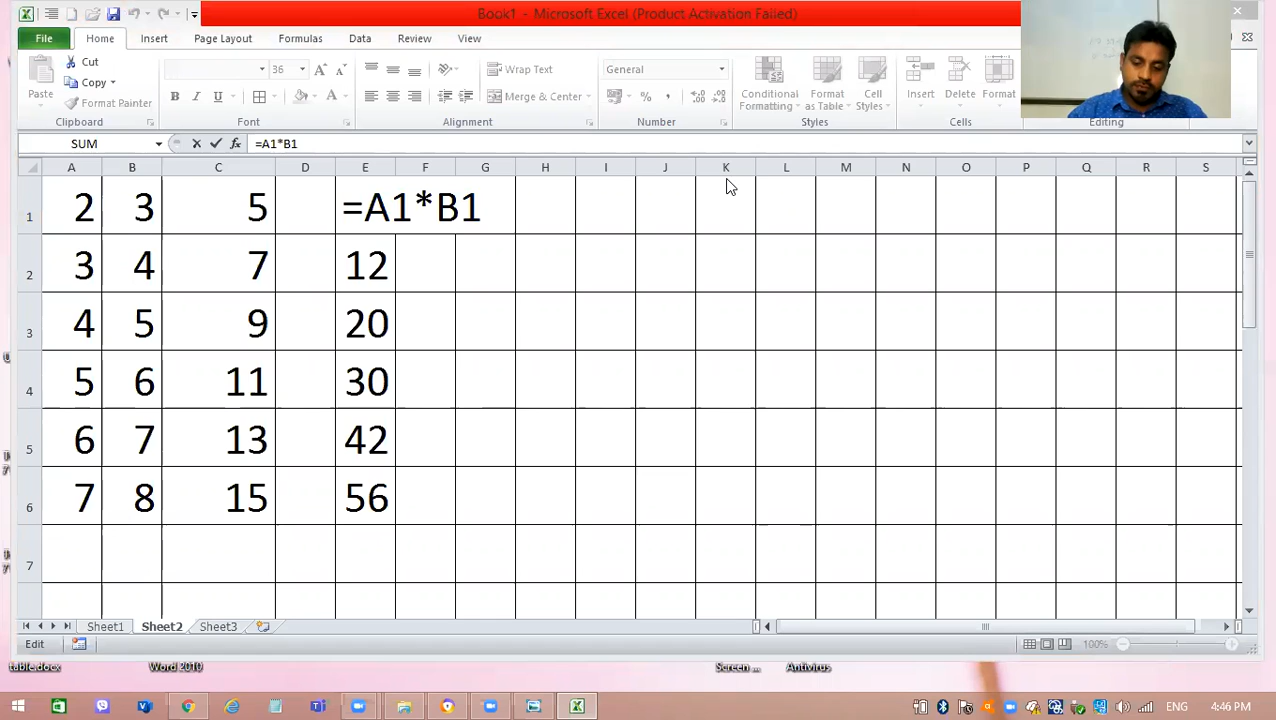 Book1 - Microsoft Excel (Product Activation Failed)
File Home Insert Page Layout Formulas Data Review View
Paste
Cut
Copy
Format Painter
Clipboard
36
B I U
Font
Wrap Text
Merge & Center
Alignment
General
% ,
Number
Conditional Formatting
Format as Table
Cell Styles
Styles
Insert
Delete
Format
Cells
Editing
SUM fx =A1*B1
A B C D E F G H I J K L M N O P Q R S
1 2 3 5 =A1*B1
2 3 4 7 12
3 4 5 9 20
4 5 6 11 30
5 6 7 13 42
6 7 8 15 56
7
Sheet1 Sheet2 Sheet3
Edit 100%
table.docx Word 2010 Screen ... Antivirus
ENG 4:46 PM